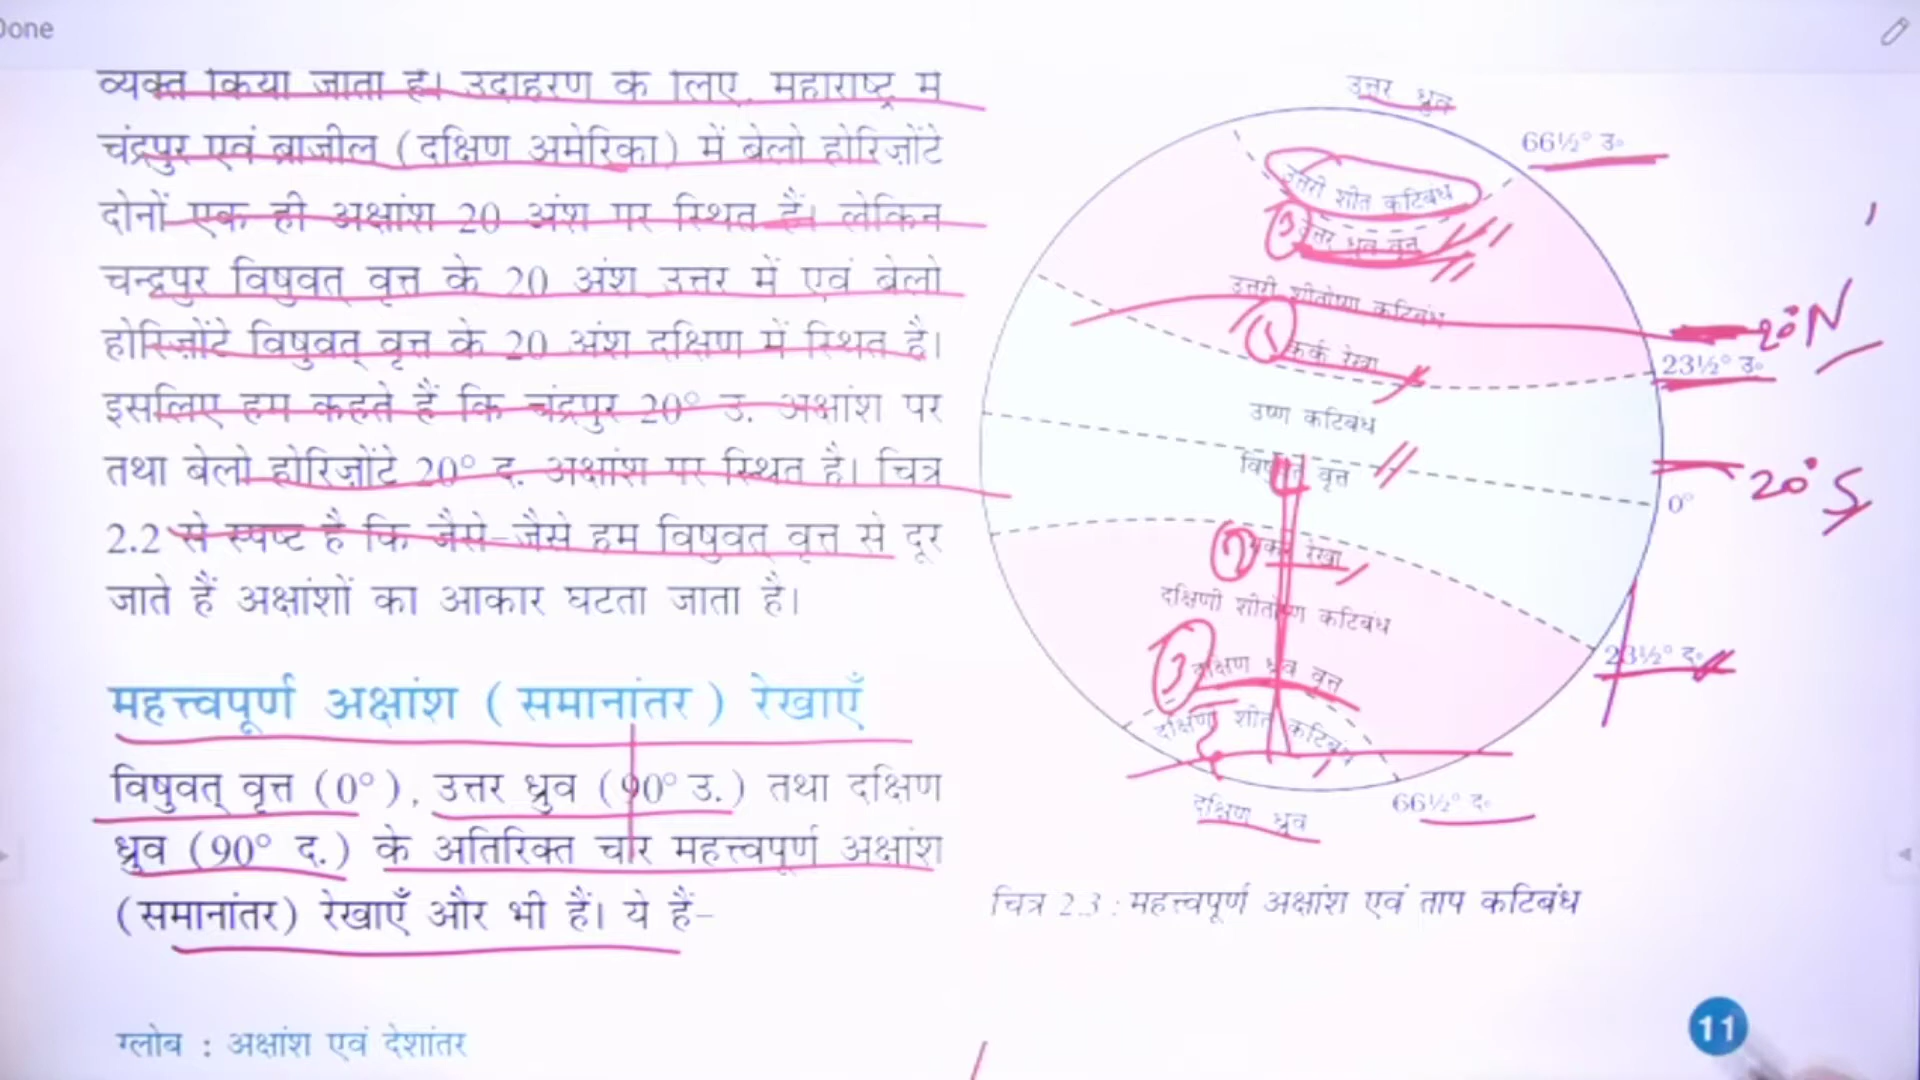 Done
व्यक्त किया जाता है। उदाहरण के लिए, महाराष्ट्र में
चंद्रपुर एवं ब्राजील (दक्षिण अमेरिका) में बेलो होरिज़ोंटे
दोनों एक ही अक्षांश 20 अंश पर स्थित हैं। लेकिन
चन्द्रपुर विषुवत् वृत्त के 20 अंश उत्तर में एवं बेलो
होरिज़ोंटे विषुवत् वृत्त के 20 अंश दक्षिण में स्थित है।
इसलिए हम कहते हैं कि चंद्रपुर 20° उ. अक्षांश पर
तथा बेलो होरिज़ोंटे 20° द. अक्षांश पर स्थित है। चित्र
2.2 से स्पष्ट है कि जैसे-जैसे हम विषुवत् वृत्त से दूर
जाते हैं अक्षांशों का आकार घटता जाता है।
महत्त्वपूर्ण अक्षांश (समानांतर) रेखाएँ
विषुवत् वृत्त (0°), उत्तर ध्रुव (90° उ.) तथा दक्षिण
ध्रुव (90° द.) के अतिरिक्त चार महत्त्वपूर्ण अक्षांश
(समानांतर) रेखाएँ और भी हैं। ये हैं-
उत्तर ध्रुव
66½° उ॰
उत्तरी शीत कटिबंध
उत्तर ध्रुव वृत्त
उत्तरी शीतोष्ण कटिबंध
20° N
कर्क रेखा
23½° उ॰
उष्ण कटिबंध
विषुवत् वृत्त
20° S
0°
मकर रेखा
दक्षिणी शीतोष्ण कटिबंध
23½° द॰
दक्षिण ध्रुव वृत्त
दक्षिणी शीत कटिबंध
66½° द॰
दक्षिण ध्रुव
चित्र 2.3 : महत्त्वपूर्ण अक्षांश एवं ताप कटिबंध
ग्लोब : अक्षांश एवं देशांतर
11